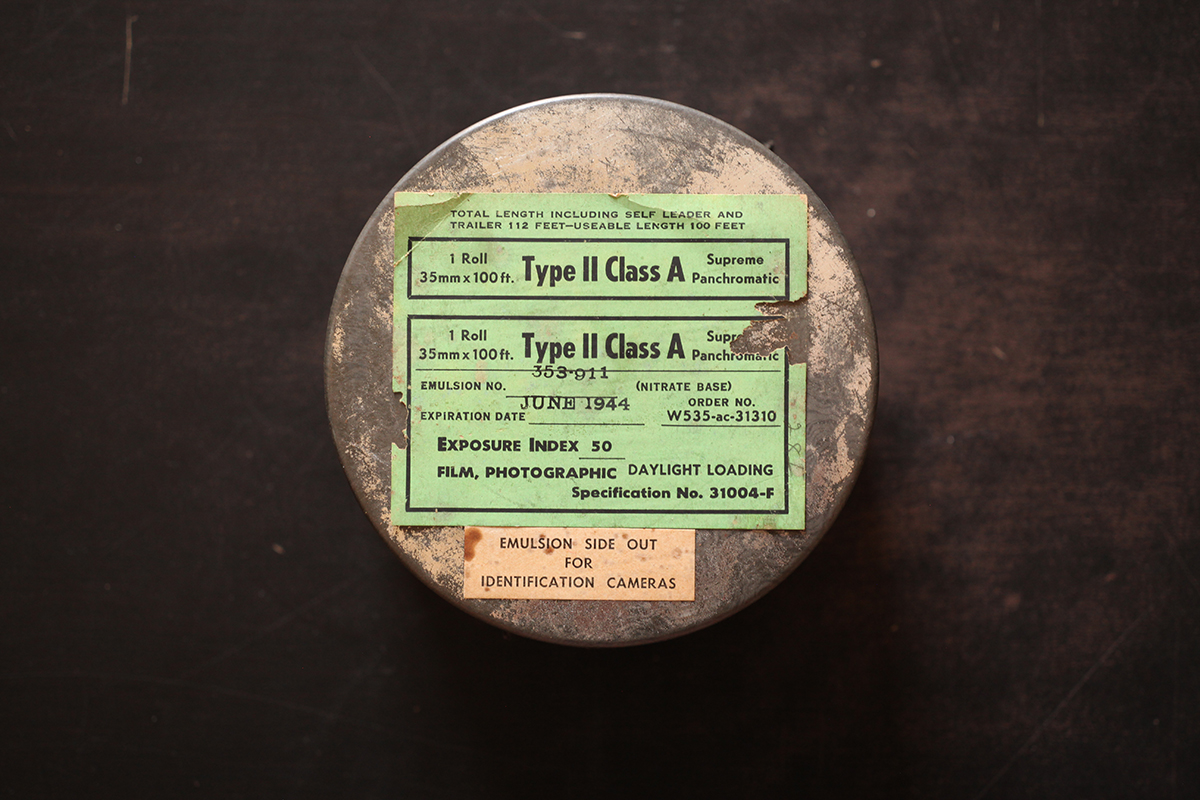 TOTAL LENGTH INCLUDING SELF LEADER AND
TRAILER 112 FEET—USEABLE LENGTH 100 FEET
1 Roll
35mm x 100 ft.
Type II Class A
Supreme
Panchromatic
1 Roll
35mm x 100 ft.
Type II Class A
Panchromatic
353-911
EMULSION NO.
(NITRATE BASE)
JUNE 1944
EXPIRATION DATE
ORDER NO.
W535-ac-31310
EXPOSURE INDEX 50
FILM, PHOTOGRAPHIC DAYLIGHT LOADING
Specification No. 31004-F
EMULSION SIDE OUT
FOR
IDENTIFICATION CAMERAS